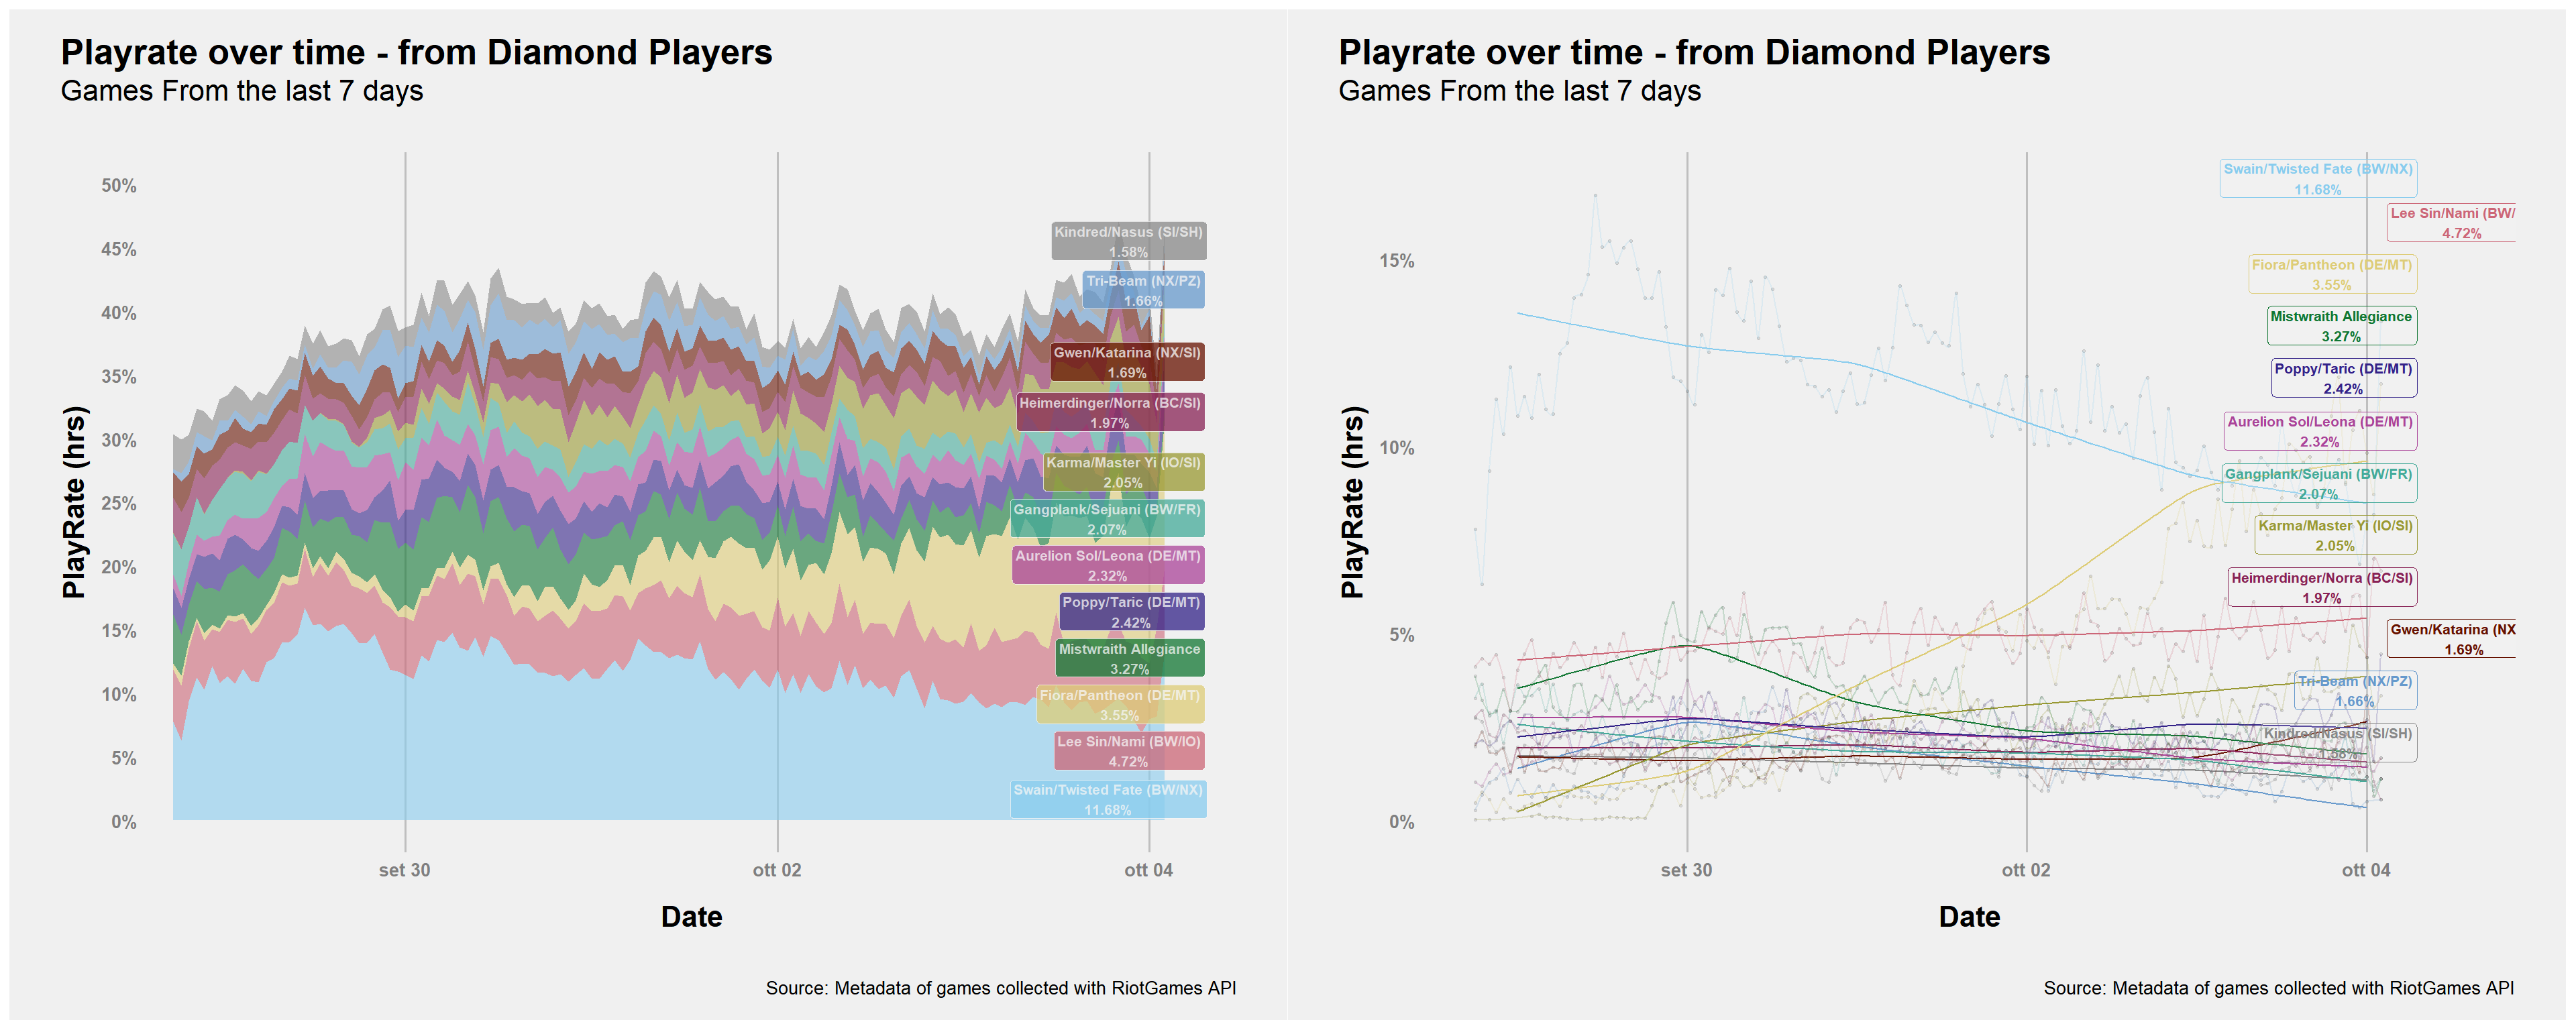 Playrate over time - from Diamond Players
Games From the last 7 days
PlayRate (hrs)
50%
45%
40%
35%
30%
25%
20%
15%
10%
5%
0%
Kindred/Nasus (SI/SH)
1.58%
Tri-Beam (NX/PZ)
1.66%
Gwen/Katarina (NX/SI)
1.69%
Heimerdinger/Norra (BC/SI)
1.97%
Karma/Master Yi (IO/SI)
2.05%
Gangplank/Sejuani (BW/FR)
2.07%
Aurelion Sol/Leona (DE/MT)
2.32%
Poppy/Taric (DE/MT)
2.42%
Mistwraith Allegiance
3.27%
Fiora/Pantheon (DE/MT)
3.55%
Lee Sin/Nami (BW/IO)
4.72%
Swain/Twisted Fate (BW/NX)
11.68%
set 30
ott 02
ott 04
Date
Source: Metadata of games collected with RiotGames API
Playrate over time - from Diamond Players
Games From the last 7 days
PlayRate (hrs)
15%
10%
5%
0%
Swain/Twisted Fate (BW/NX)
11.68%
Lee Sin/Nami (BW/
4.72%
Fiora/Pantheon (DE/MT)
3.55%
Mistwraith Allegiance
3.27%
Poppy/Taric (DE/MT)
2.42%
Aurelion Sol/Leona (DE/MT)
2.32%
Gangplank/Sejuani (BW/FR)
2.07%
Karma/Master Yi (IO/SI)
2.05%
Heimerdinger/Norra (BC/SI)
1.97%
Gwen/Katarina (NX
1.69%
Tri-Beam (NX/PZ)
1.66%
Kindred/Nasus (SI/SH)
1.58%
set 30
ott 02
ott 04
Date
Source: Metadata of games collected with RiotGames API